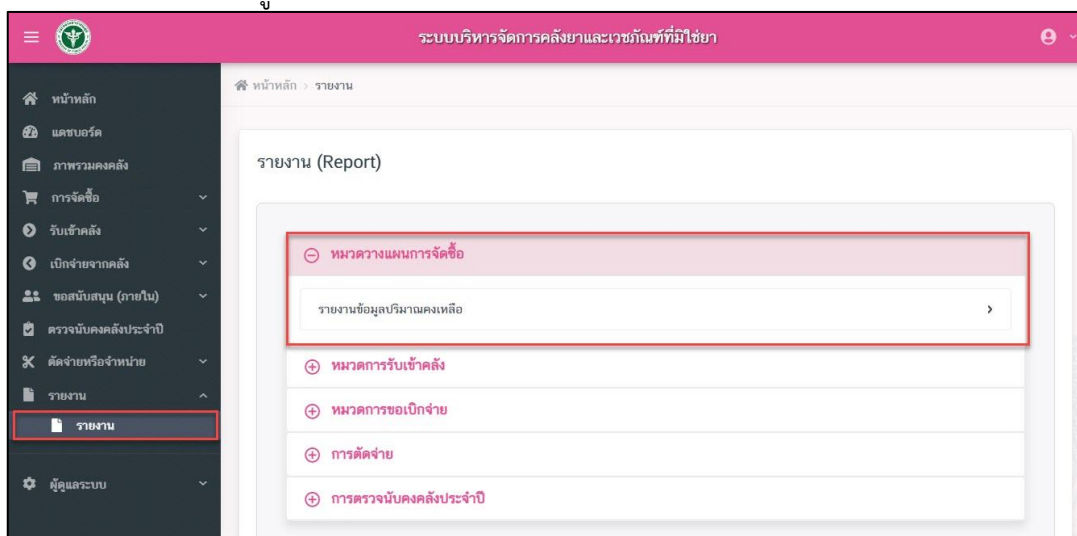 ระบบบริหารจัดการคลังยาและเวชภัณฑ์ที่มิใช่ยา
หน้าหลัก > รายงาน
หน้าหลัก
แดชบอร์ด
ภาพรวมคงคลัง
การจัดซื้อ
รับเข้าคลัง
เบิกจ่ายจากคลัง
ขอสนับสนุน (ภายใน)
ตรวจนับคงคลังประจำปี
ตัดจ่ายหรือจำหน่าย
รายงาน
รายงาน
ผู้ดูแลระบบ
รายงาน (Report)
หมวดวางแผนการจัดซื้อ
รายงานข้อมูลปริมาณคงเหลือ
หมวดการรับเข้าคลัง
หมวดการขอเบิกจ่าย
การตัดจ่าย
การตรวจนับคงคลังประจำปี